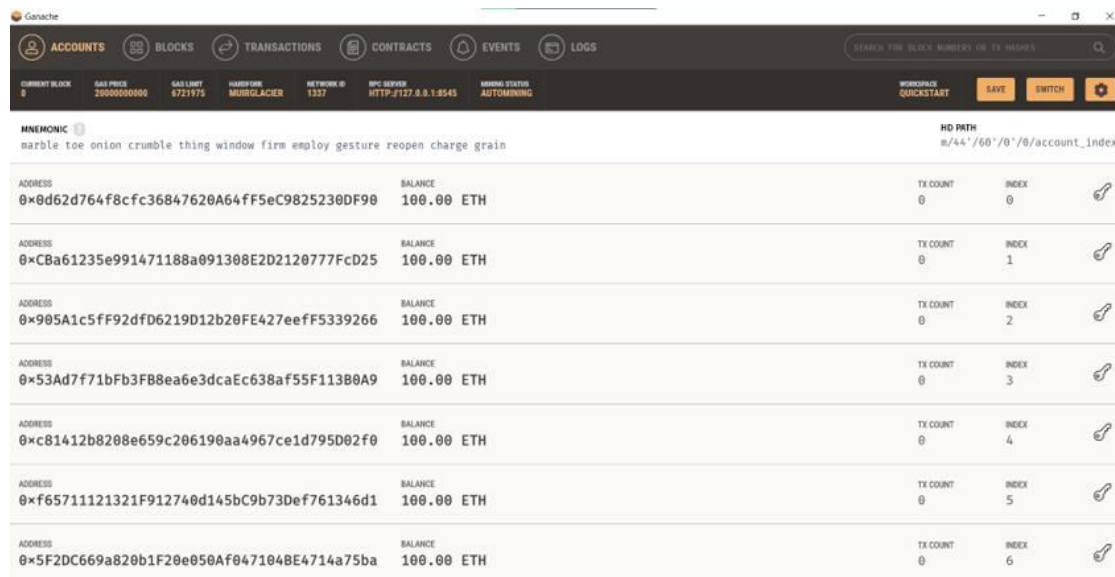 Ganache
ACCOUNTS BLOCKS TRANSACTIONS CONTRACTS EVENTS LOGS SEARCH FOR BLOCK NUMBERS OR TX HASHES
CURRENT BLOCK GAS PRICE GAS LIMIT HARDFORK NETWORK ID RPC SERVER MINING STATUS WORKSPACE
0 20000000000 6721975 MUIRGLACIER 1337 HTTP://127.0.0.1:8545 AUTOMINING QUICKSTART SAVE SWITCH
MNEMONIC ? HD PATH
marble toe onion crumble thing window firm employ gesture reopen charge grain m/44'/60'/0'/0/account_index
ADDRESS BALANCE TX COUNT INDEX
0×0d62d764f8cfc36847620A64fF5eC9825230DF90 100.00 ETH 0 0
ADDRESS BALANCE TX COUNT INDEX
0×CBa61235e991471188a091308E2D2120777FcD25 100.00 ETH 0 1
ADDRESS BALANCE TX COUNT INDEX
0×905A1c5fF92dfD6219D12b20FE427eefF5339266 100.00 ETH 0 2
ADDRESS BALANCE TX COUNT INDEX
0×53Ad7f71bFb3FB8ea6e3dcaEc638af55F113B0A9 100.00 ETH 0 3
ADDRESS BALANCE TX COUNT INDEX
0×c81412b8208e659c206190aa4967ce1d795D02f0 100.00 ETH 0 4
ADDRESS BALANCE TX COUNT INDEX
0×f65711121321F912740d145bC9b73Def761346d1 100.00 ETH 0 5
ADDRESS BALANCE TX COUNT INDEX
0×5F2DC669a820b1F20e050Af047104BE4714a75ba 100.00 ETH 0 6